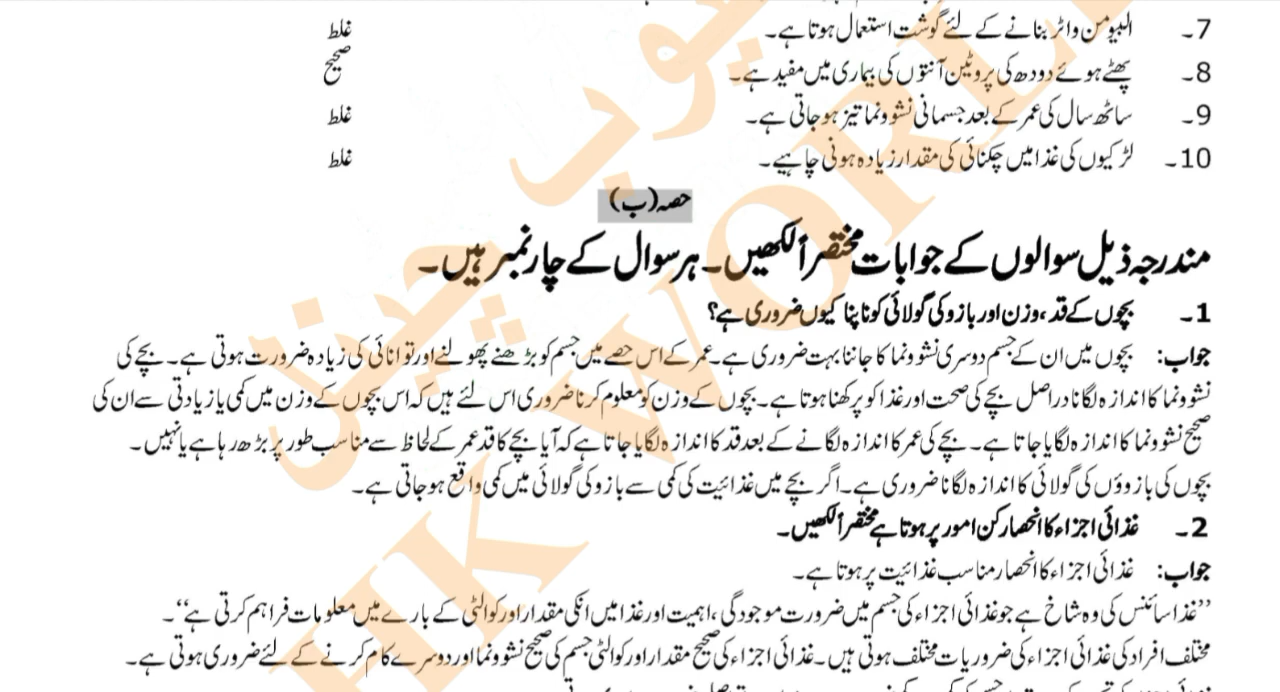 7۔ البیومن واٹر بنانے کے لئے گوشت استعمال ہوتا ہے۔ غلط
8۔ پھٹے ہوئے دودھ کی پروٹین آنتوں کی بیماری میں مفید ہے۔ صحیح
9۔ ساٹھ سال کی عمر کے بعد جسمانی نشوونما تیز ہو جاتی ہے۔ غلط
10۔ لڑکیوں کی غذا میں چکنائی کی مقدار زیادہ ہونی چاہیے۔ غلط
حصہ (ب)
مندرجہ ذیل سوالوں کے جوابات مختصراً لکھیں۔ ہر سوال کے چار نمبر ہیں۔
1۔ بچوں کے قد، وزن اور بازو کی گولائی کو ناپنا کیوں ضروری ہے؟
جواب: بچوں میں ان کے جسم دوسری نشوونما کا جاننا بہت ضروری ہے۔ عمر کے اس حصے میں جسم کو بڑھنے پھولنے اور توانائی کی زیادہ ضرورت ہوتی ہے۔ بچے کی
نشوونما کا اندازہ لگانا دراصل بچے کی صحت اور غذا کو پرکھنا ہوتا ہے۔ بچوں کے وزن کو معلوم کرنا ضروری اس لئے ہیں کہ اس بچوں کے وزن میں کمی یا زیادتی سے ان کی
صحیح نشوونما کا اندازہ لگایا جاتا ہے۔ بچے کی عمر کا اندازہ لگانے کے بعد قد کا اندازہ لگایا جاتا ہے کہ آیا بچے کا قد عمر کے لحاظ سے مناسب طور پر بڑھ رہا ہے یا نہیں۔
بچوں کی بازوؤں کی گولائی کا اندازہ لگانا ضروری ہے۔ اگر بچے میں غذائیت کی کمی سے بازو کی گولائی میں کمی واقع ہو جاتی ہے۔
2۔ غذائی اجزاء کا انحصار کن امور پر ہوتا ہے مختصراً لکھیں۔
جواب: غذائی اجزاء کا انحصار مناسب غذائیت پر ہوتا ہے۔
”غذا سائنس کی وہ شاخ ہے جو غذائی اجزاء کی جسم میں ضرورت موجودگی، اہمیت اور غذا میں انکی مقدار اور کوالٹی کے بارے میں معلومات فراہم کرتی ہے“۔
مختلف افراد کی غذائی اجزاء کی ضروریات مختلف ہوتی ہیں۔ غذائی اجزاء کی صحیح مقدار اور کوالٹی جسم کی صحیح نشوونما اور دوسرے کام کرنے کے لئے ضروری ہوتی ہے۔